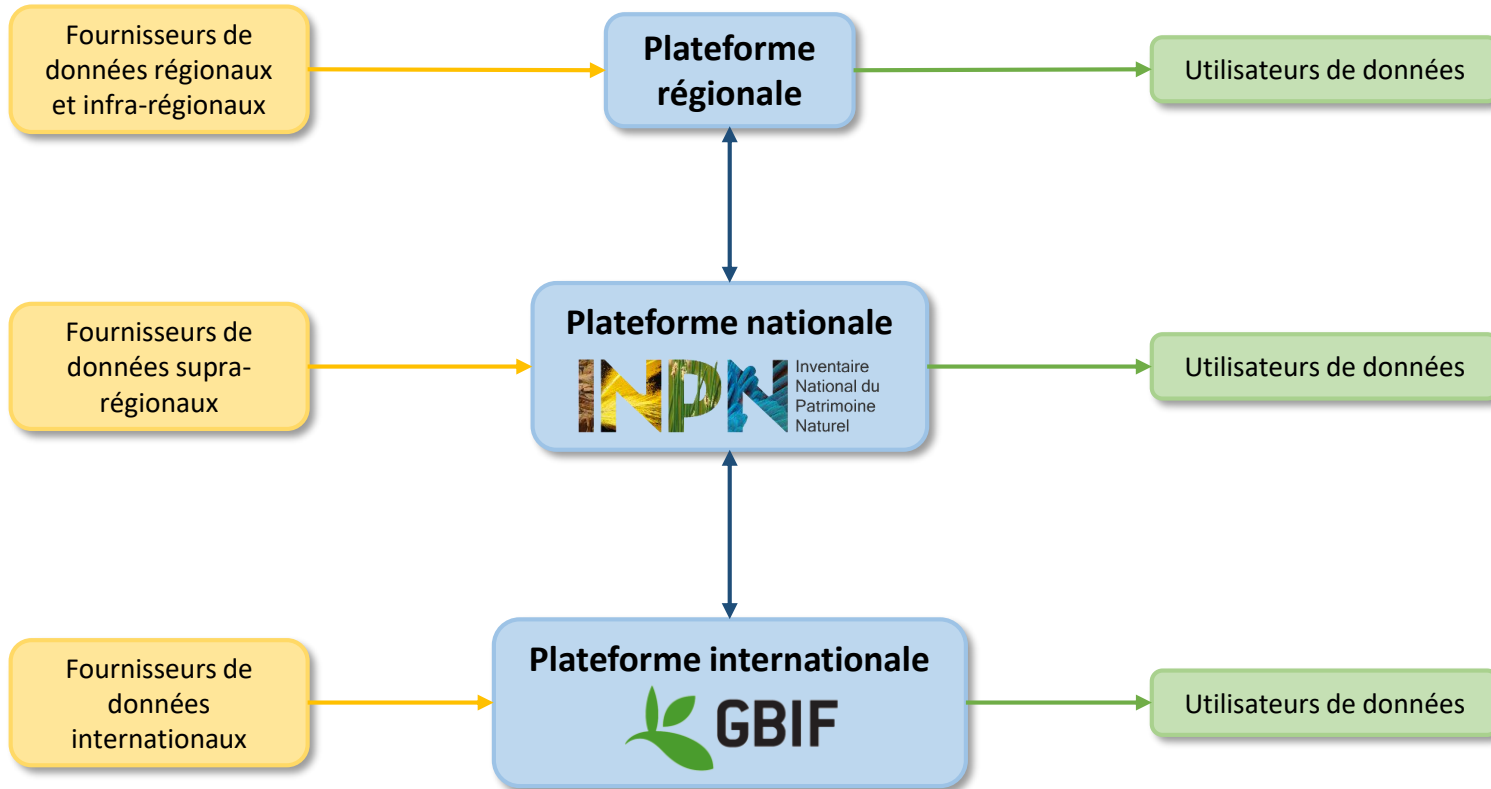 Fournisseurs de
données régionaux
et infra-régionaux
Plateforme
régionale
Utilisateurs de données
Fournisseurs de
données supra-
régionaux
Plateforme nationale
INPN
Inventaire
National du
Patrimoine
Naturel
Utilisateurs de données
Fournisseurs de
données
internationaux
Plateforme internationale
GBIF
Utilisateurs de données